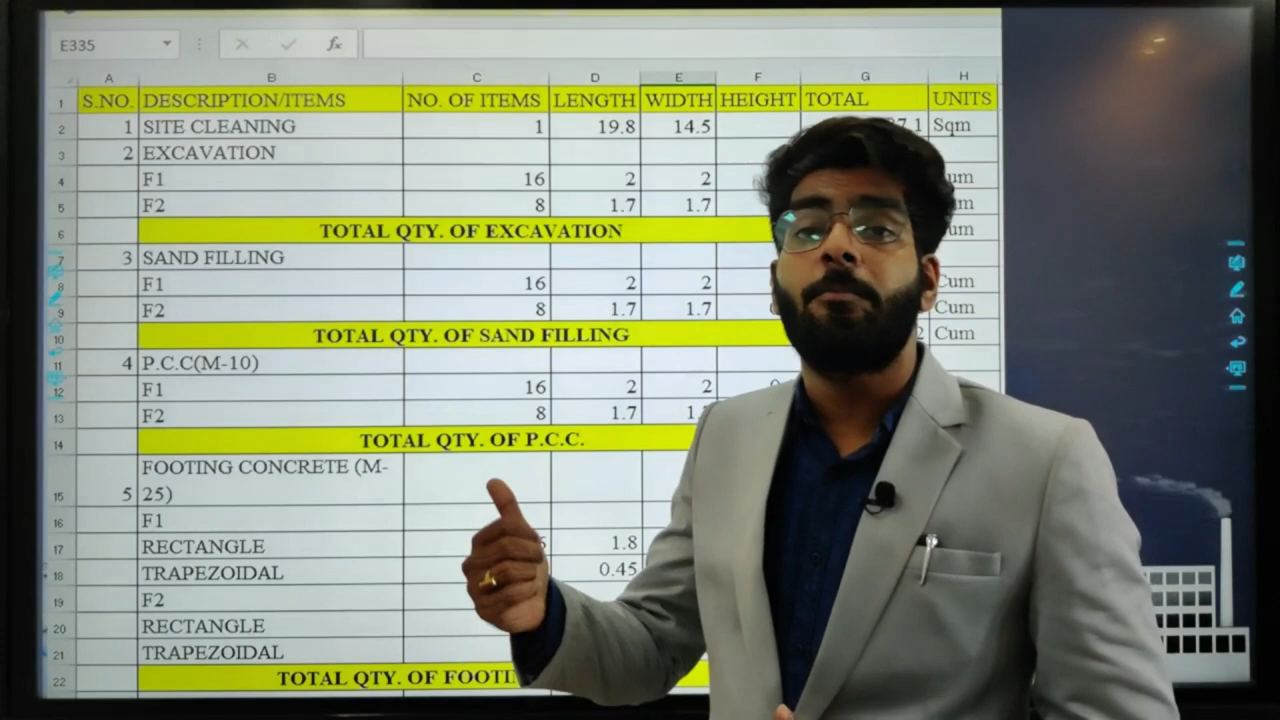 E335 fx
A B C D E F G H
1 S.NO. DESCRIPTION/ITEMS NO. OF ITEMS LENGTH WIDTH HEIGHT TOTAL UNITS
2 1 SITE CLEANING 1 19.8 14.5 Sqm
3 2 EXCAVATION
4 F1 16 2 2
5 F2 8 1.7 1.7
6 TOTAL QTY. OF EXCAVATION
7 3 SAND FILLING
8 F1 16 2 2 Cum
9 F2 8 1.7 1.7 Cum
10 TOTAL QTY. OF SAND FILLING Cum
11 4 P.C.C(M-10)
12 F1 16 2 2
13 F2 8 1.7
14 TOTAL QTY. OF P.C.C.
FOOTING CONCRETE (M-
15 5 25)
16 F1
17 RECTANGLE 1.8
18 TRAPEZOIDAL 0.45
19 F2
20 RECTANGLE
21 TRAPEZOIDAL
22 TOTAL QTY. OF